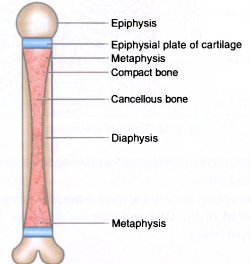 Epiphysis
Epiphysial plate of cartilage
Metaphysis
Compact bone
Cancellous bone
Diaphysis
Metaphysis